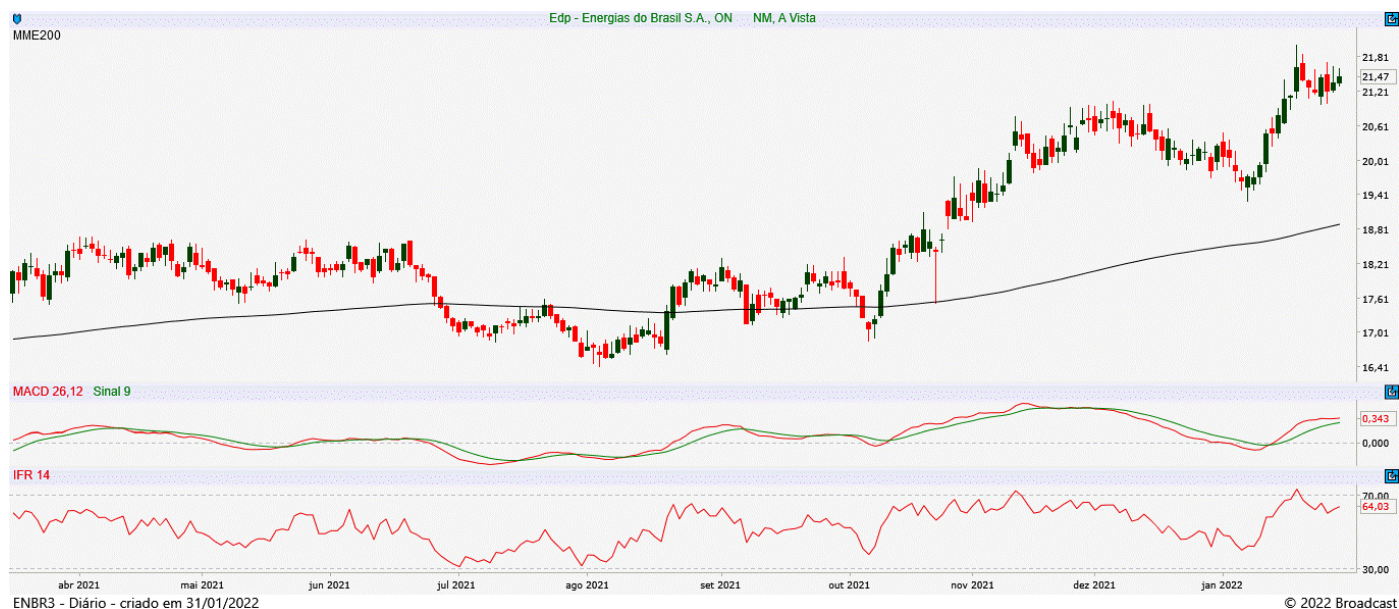 Edp - Energias do Brasil S.A., ON NM, A Vista
MME200
21,81
21,47
21,21
20,61
20,01
19,41
18,81
18,21
17,61
17,01
16,41
MACD 26,12 Sinal 9
0,343
0,000
IFR 14
70,00
64,03
30,00
abr 2021 mai 2021 jun 2021 jul 2021 ago 2021 set 2021 out 2021 nov 2021 dez 2021 jan 2022
ENBR3 - Diário - criado em 31/01/2022 © 2022 Broadcast